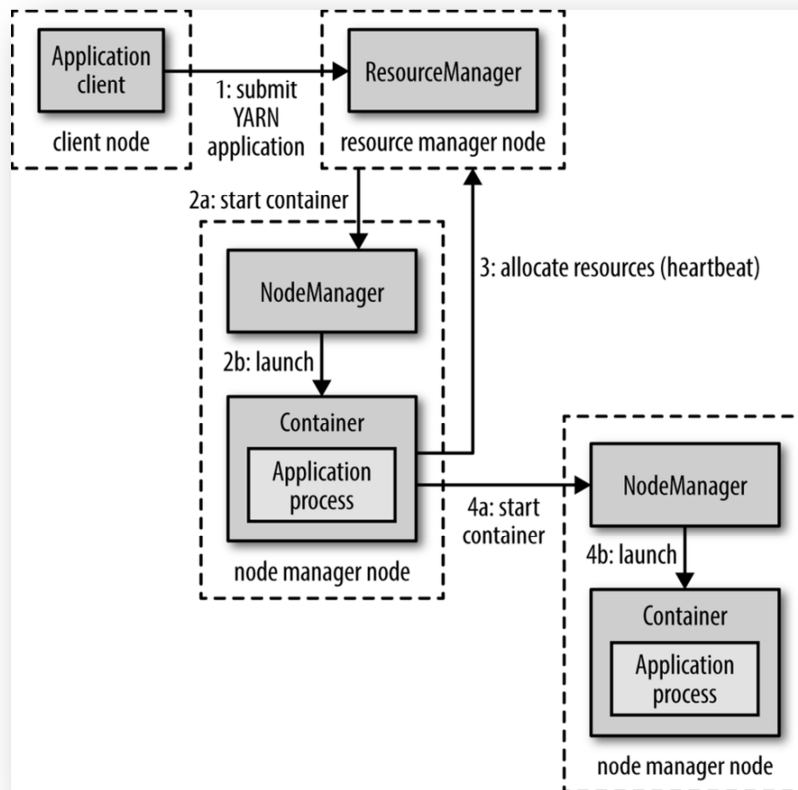 Application
client
client node
1: submit
YARN
application
ResourceManager
resource manager node
2a: start container
NodeManager
2b: launch
Container
Application
process
node manager node
3: allocate resources (heartbeat)
4a: start
container
NodeManager
4b: launch
Container
Application
process
node manager node